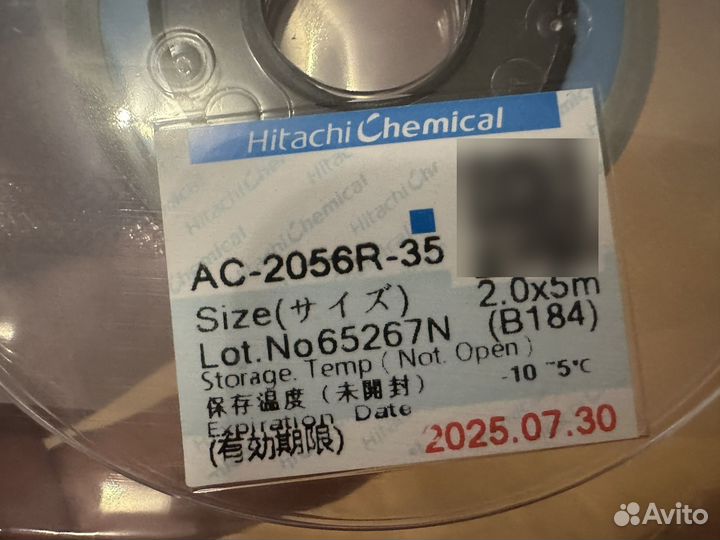 Hitachi Chemical
AC-2056R-35
Size(サイズ) 2.0x5m
Lot.No65267N (B184)
Storage. Temp ( Not. Open )
保存温度 (未開封) -10 ~5℃
Expiration Date
(有効期限) 2025.07.30
Avito